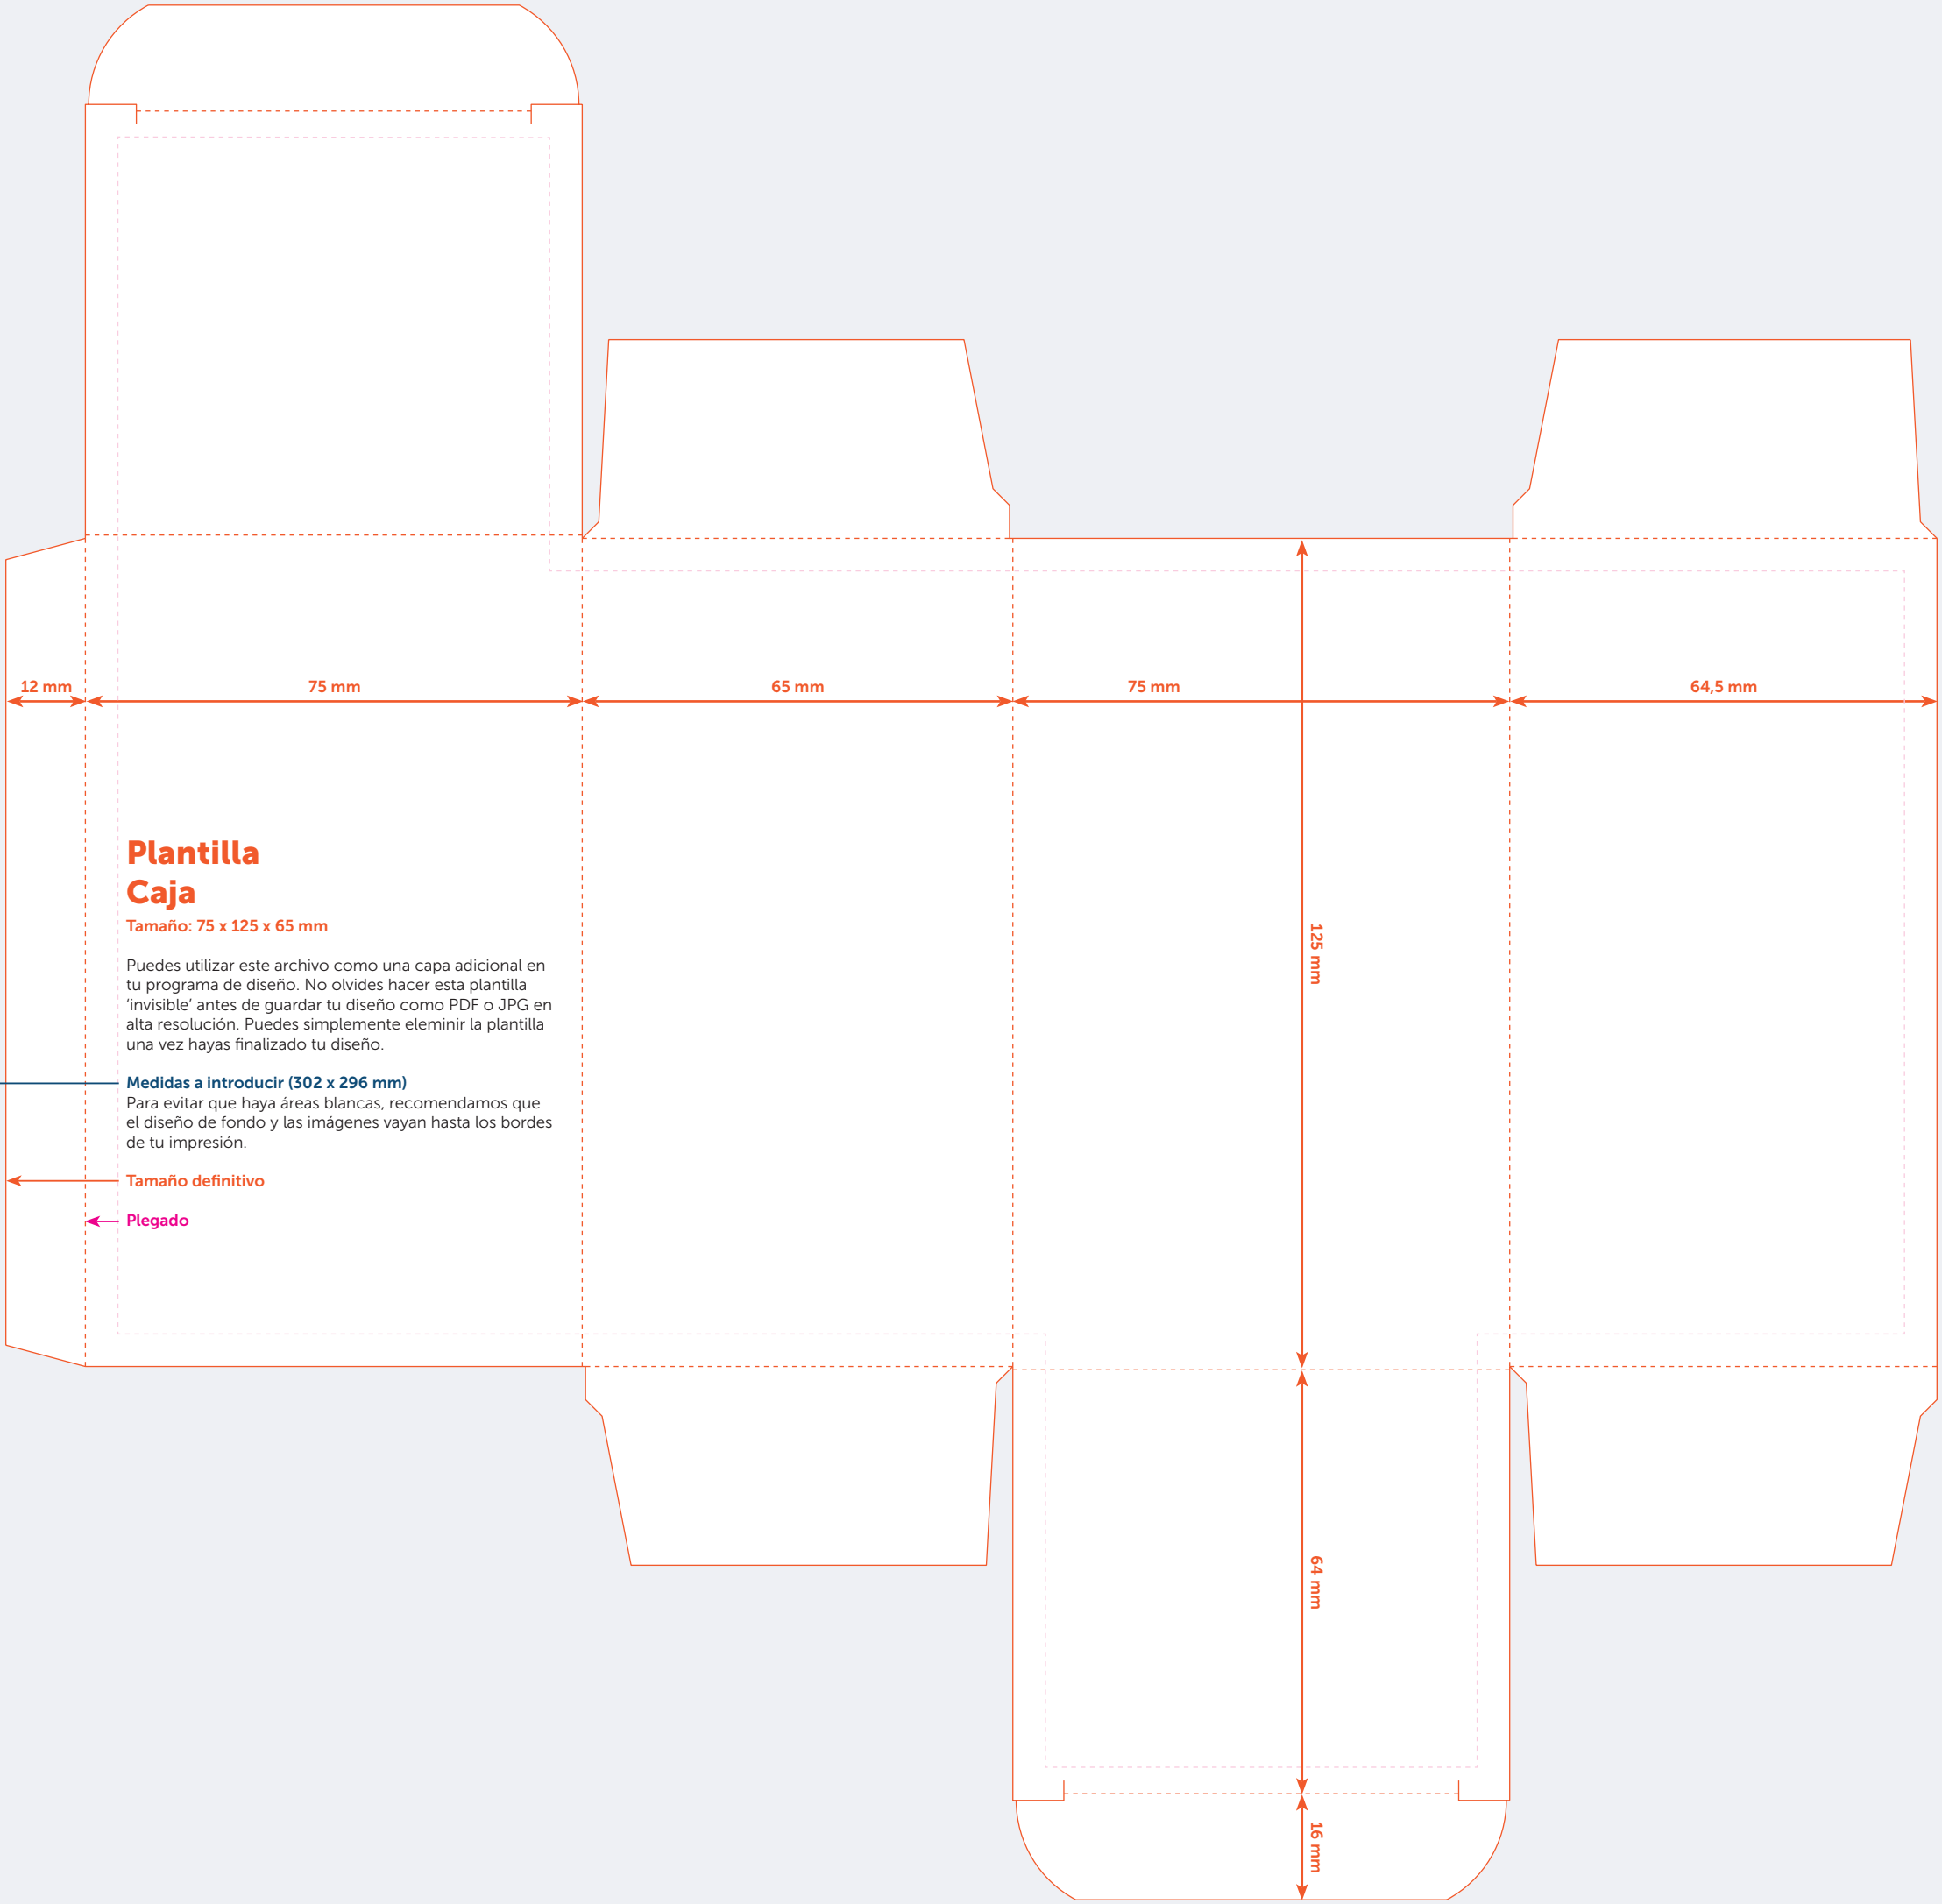 12 mm
75 mm
65 mm
75 mm
64,5 mm
Plantilla
Caja
Tamaño: 75 x 125 x 65 mm
Puedes utilizar este archivo como una capa adicional en
tu programa de diseño. No olvides hacer esta plantilla
‘invisible’ antes de guardar tu diseño como PDF o JPG en
alta resolución. Puedes simplemente eleminir la plantilla
una vez hayas finalizado tu diseño.
Medidas a introducir (302 x 296 mm)
Para evitar que haya áreas blancas, recomendamos que
el diseño de fondo y las imágenes vayan hasta los bordes
de tu impresión.
Tamaño definitivo
Plegado
125 mm
64 mm
16 mm